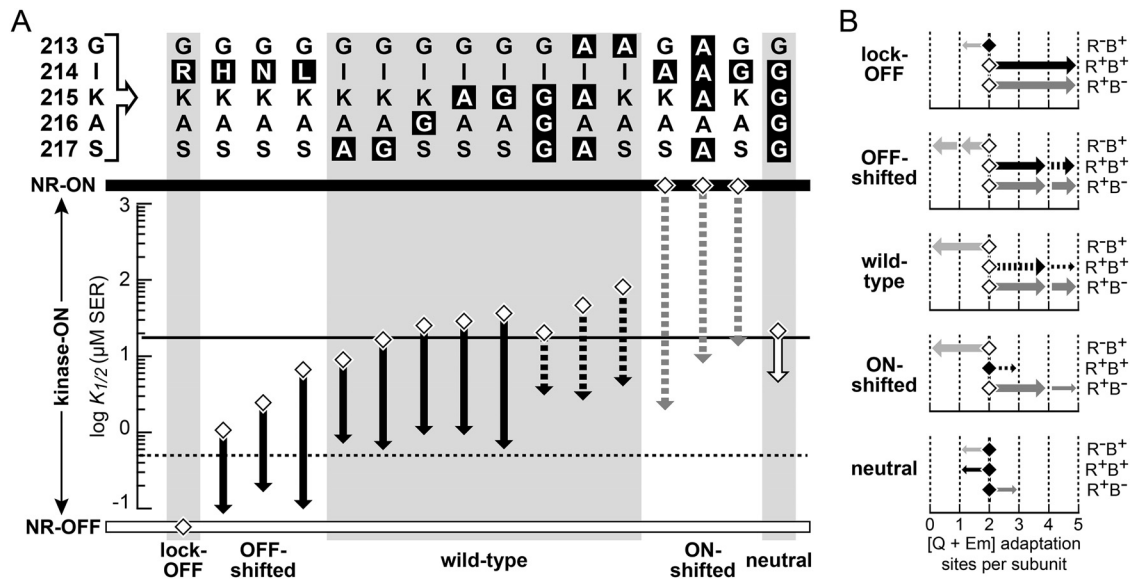 A
213 G G G G G G G G G G G A A G A G G
214 I R H N L I I I I I I I I A A G G
215 K K K K K K K K A G G A K K A K G
216 A A A A A A A G A A G A A A A A G
217 S S S S S A G S S S G A S S A S G
NR-ON
kinase-ON
log K1/2 (μM SER)
3
2
1
0
-1
NR-OFF
lock-
OFF
OFF-
shifted
wild-type
ON-
shifted
neutral
B
lock-
OFF
R⁻B⁺
R⁺B⁺
R⁺B⁻
OFF-
shifted
R⁻B⁺
R⁺B⁺
R⁺B⁻
wild-
type
R⁻B⁺
R⁺B⁺
R⁺B⁻
ON-
shifted
R⁻B⁺
R⁺B⁺
R⁺B⁻
neutral
R⁻B⁺
R⁺B⁺
R⁺B⁻
0 1 2 3 4 5
[Q + Em] adaptation
sites per subunit